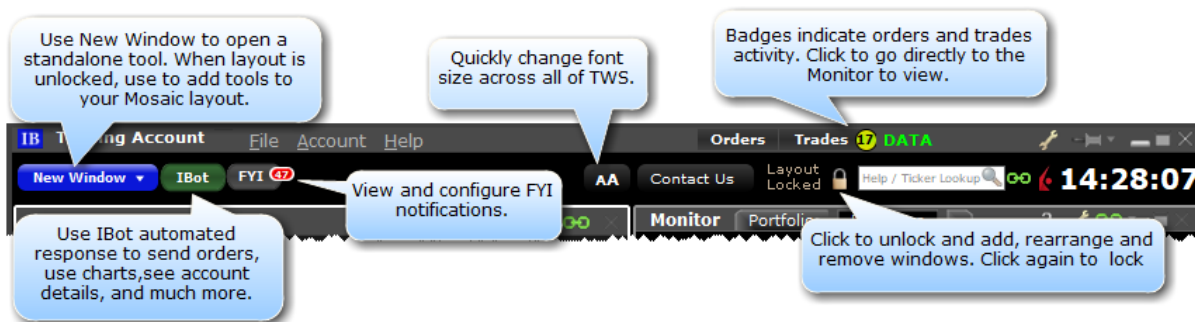 Use New Window to open a
standalone tool. When layout is
unlocked, use to add tools to
your Mosaic layout.
Quickly change font
size across all of TWS.
Badges indicate orders and trades
activity. Click to go directly to the
Monitor to view.
IB Account File Account Help Orders Trades 17 DATA
New Window IBot FYI 47 AA Contact Us Layout Locked Help / Ticker Lookup 14:28:07
View and configure FYI
notifications.
Monitor Portfolio
Use IBot automated
response to send orders,
use charts,see account
details, and much more.
Click to unlock and add, rearrange and
remove windows. Click again to lock